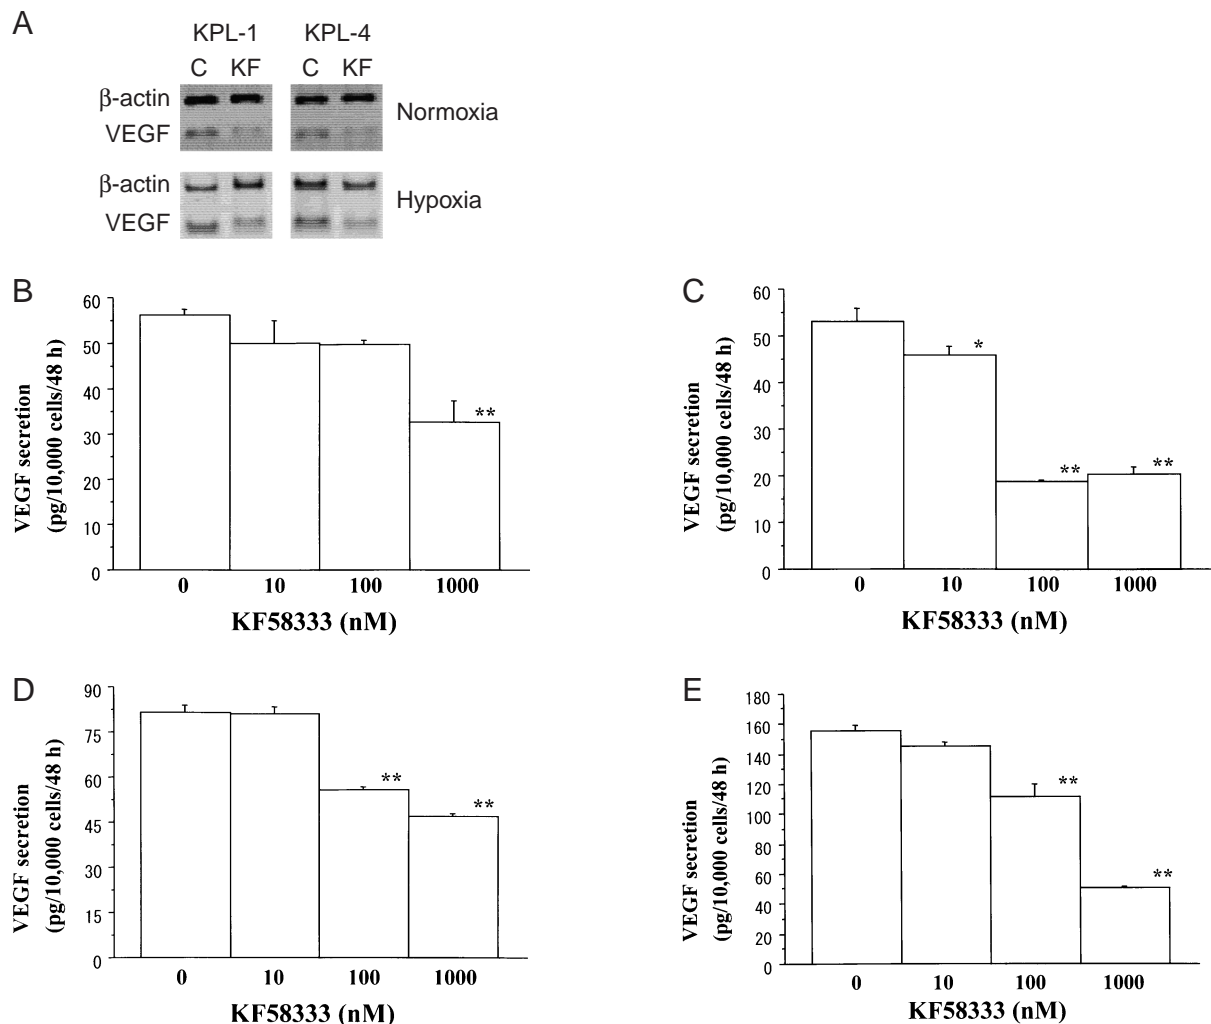 A
KPL-1 KPL-4
C KF C KF
β-actin
VEGF
Normoxia
β-actin
VEGF
Hypoxia
B
VEGF secretion
(pg/10,000 cells/48 h)
60
50
40
30
20
10
0
**
0 10 100 1000
KF58333 (nM)
C
VEGF secretion
(pg/10,000 cells/48 h)
60
50
40
30
20
10
0
*
**
**
0 10 100 1000
KF58333 (nM)
D
VEGF secretion
(pg/10,000 cells/48 h)
90
75
60
45
30
15
0
**
**
0 10 100 1000
KF58333 (nM)
E
VEGF secretion
(pg/10,000 cells/48 h)
180
160
140
120
100
80
60
40
20
0
**
**
0 10 100 1000
KF58333 (nM)